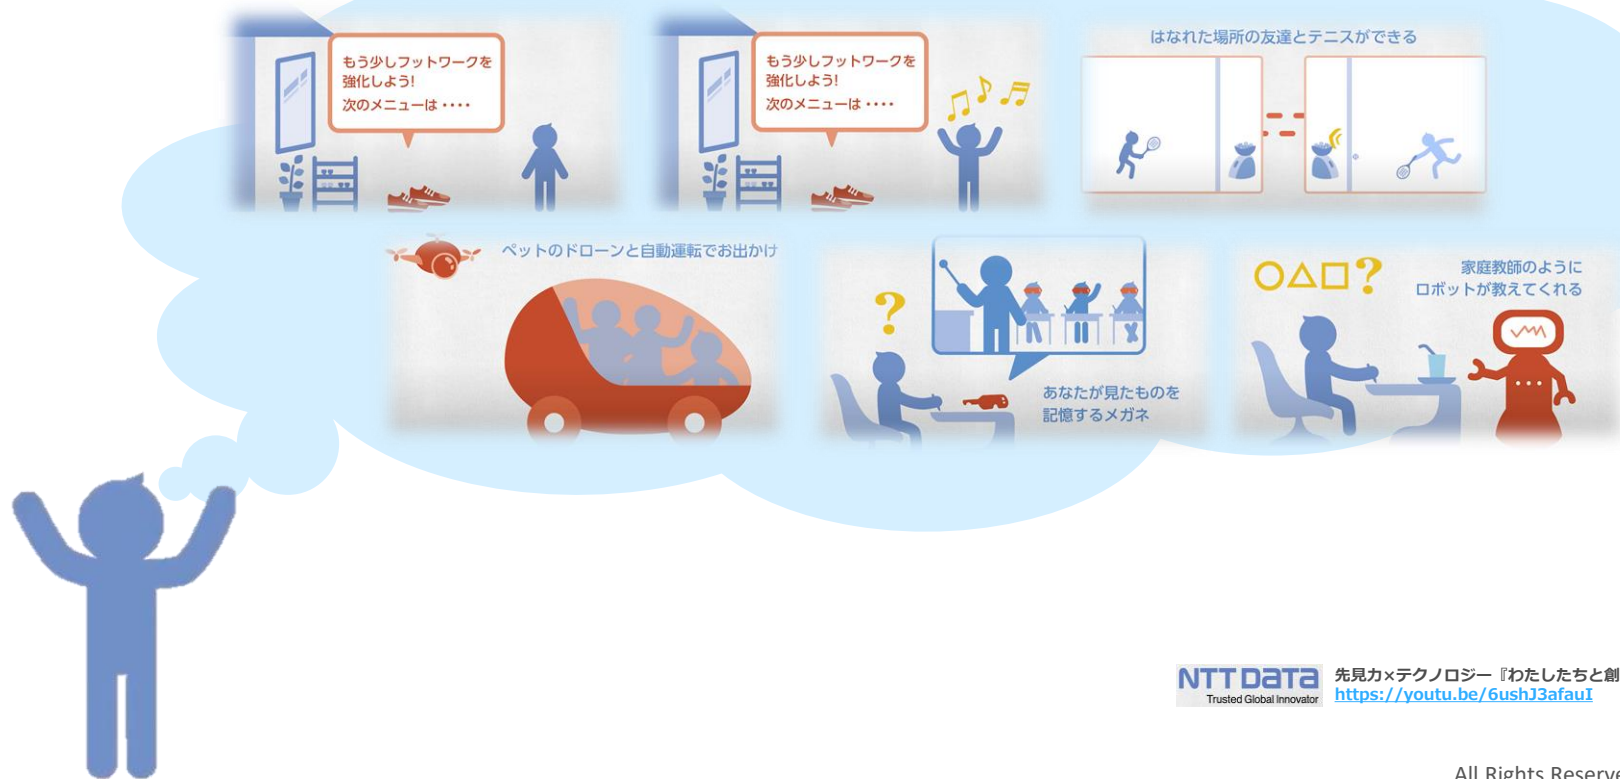 もう少しフットワークを
強化しよう!
次のメニューは ・・・・
もう少しフットワークを
強化しよう!
次のメニューは ・・・・
はなれた場所の友達とテニスができる
ペットのドローンと自動運転でお出かけ
?
あなたが見たものを
記憶するメガネ
○△□?
家庭教師のように
ロボットが教えてくれる
NTT DATA
Trusted Global Innovator
先見力×テクノロジー『わたしたちと創
https://youtu.be/6ushJ3afauI
All Rights Reserve